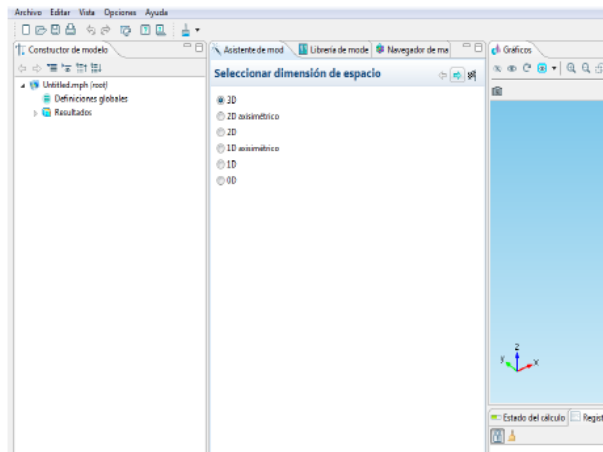 Archivo Editar Vista Opciones Ayuda
Constructor de modelo
Untitled.mph (root)
Definiciones globales
Resultados
Asistente de mod
Librería de mode
Navegador de ma
Seleccionar dimensión de espacio
3D
2D axisimétrico
2D
1D axisimétrico
1D
0D
Gráficos
z
y
x
Estado del cálculo
Regist